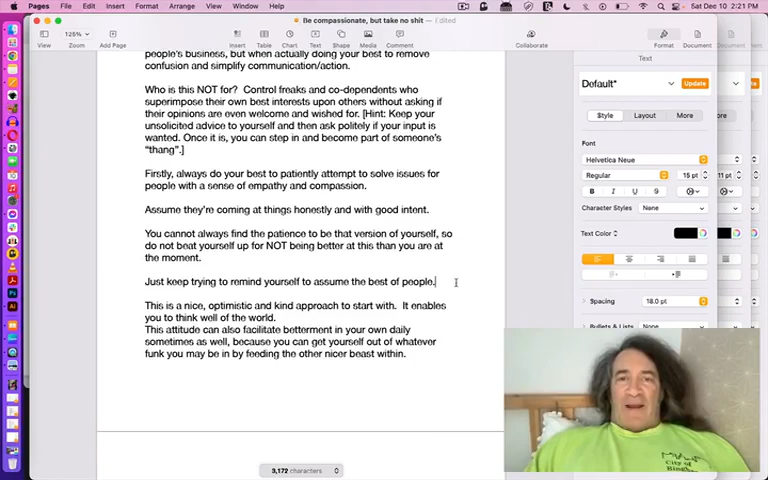 Pages File Edit Insert Format Arrange View Window Help
Sat Dec 10 2:21 PM
Be compassionate, but take no shit
125%
View Zoom Add Page Insert Table Chart Text Shape Media Comment Collaborate Format Document
people's business, but when actually doing your best to remove
confusion and simplify communication/action.
Who is this NOT for? Control freaks and co-dependents who
superimpose their own best interests upon others without asking if
their opinions are even welcome and wished for. [Hint: Keep your
unsolicited advice to yourself and then ask politely if your input is
wanted. Once it is, you can step in and become part of someone's
"thang".]
Firstly, always do your best to patiently attempt to solve issues for
people with a sense of empathy and compassion.
Assume they're coming at things honestly and with good intent.
You cannot always find the patience to be that version of yourself, so
do not beat yourself up for NOT being better at this than you are at
the moment.
Just keep trying to remind yourself to assume the best of people.
This is a nice, optimistic and kind approach to start with. It enables
you to think well of the world.
This attitude can also facilitate betterment in your own daily
sometimes as well, because you can get yourself out of whatever
funk you may be in by feeding the other nicer beast within.
3,172 characters
Text
Default*
Update
Style Layout More
Font
Helvetica Neue
Regular 15 pt
B I U S
Character Styles None
Text Color
Spacing 18.0 pt
Bullets & Lists None
11 pt
City of